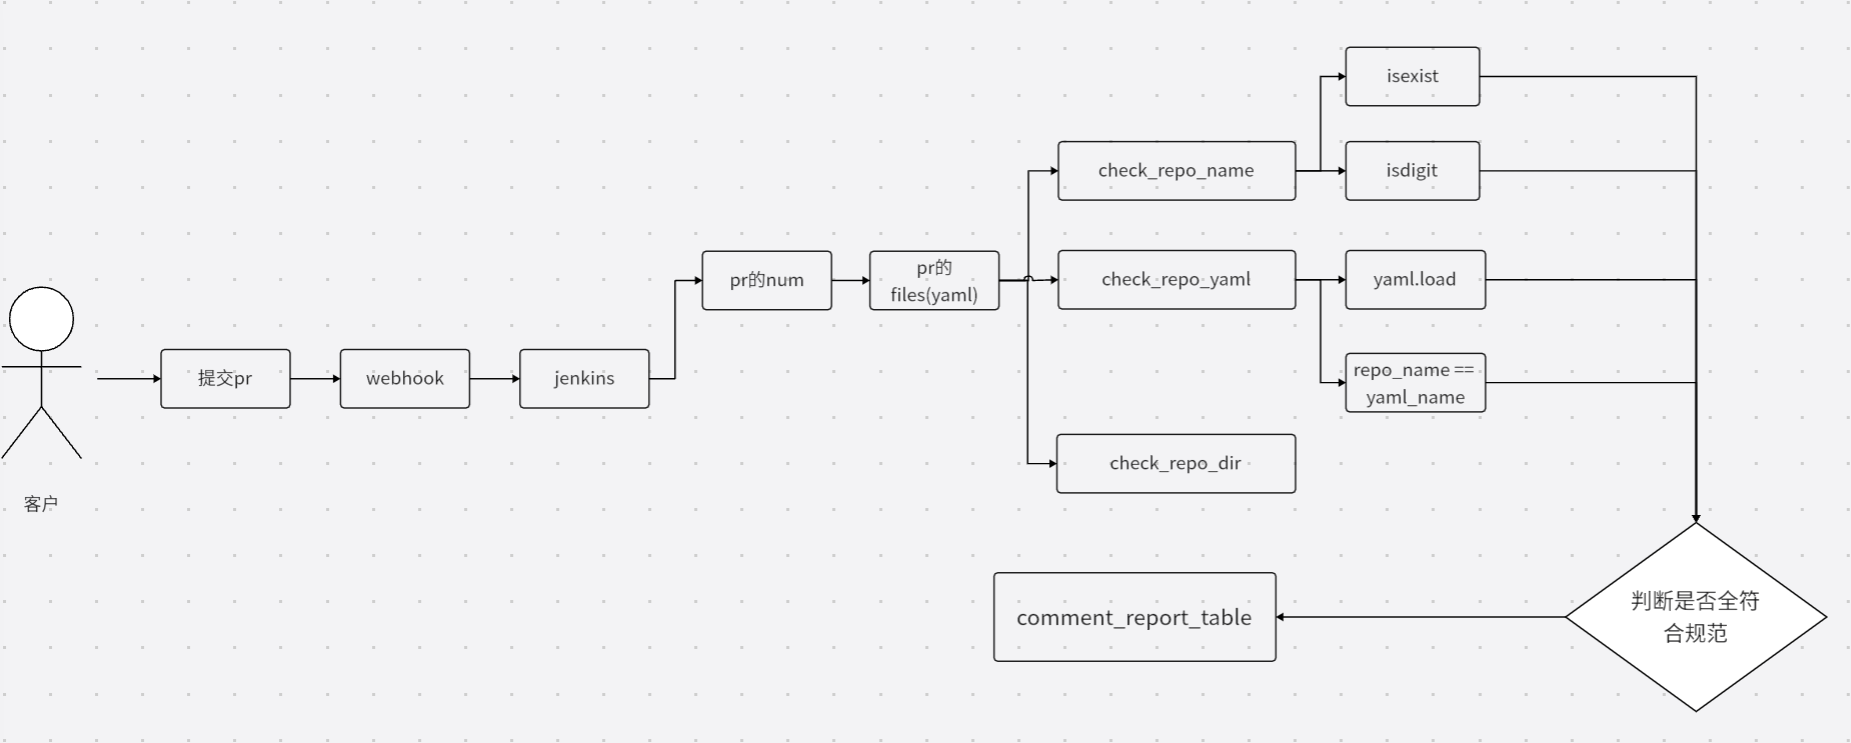 客户
提交pr
webhook
jenkins
pr的num
pr的
files(yaml)
check_repo_name
isexist
isdigit
check_repo_yaml
yaml.load
repo_name ==
yaml_name
check_repo_dir
判断是否全符
合规范
comment_report_table